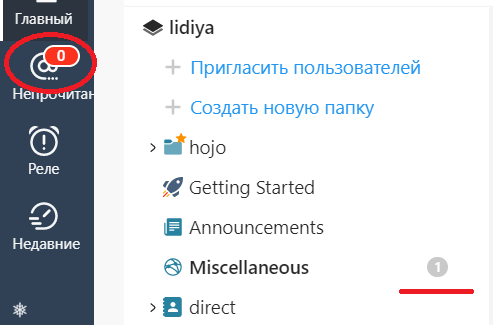 Главный
0
Непрочитан
Реле
Недавние
lidiya
+ Пригласить пользователей
+ Создать новую папку
hojo
Getting Started
Announcements
Miscellaneous 1
direct